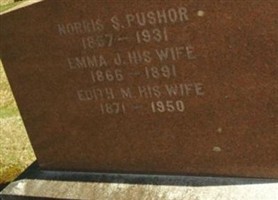 NORRIS S. PUSHOR
1857 – 1931
EMMA J. HIS WIFE
1866 – 1891
EDITH M. HIS WIFE
1871 – 1950